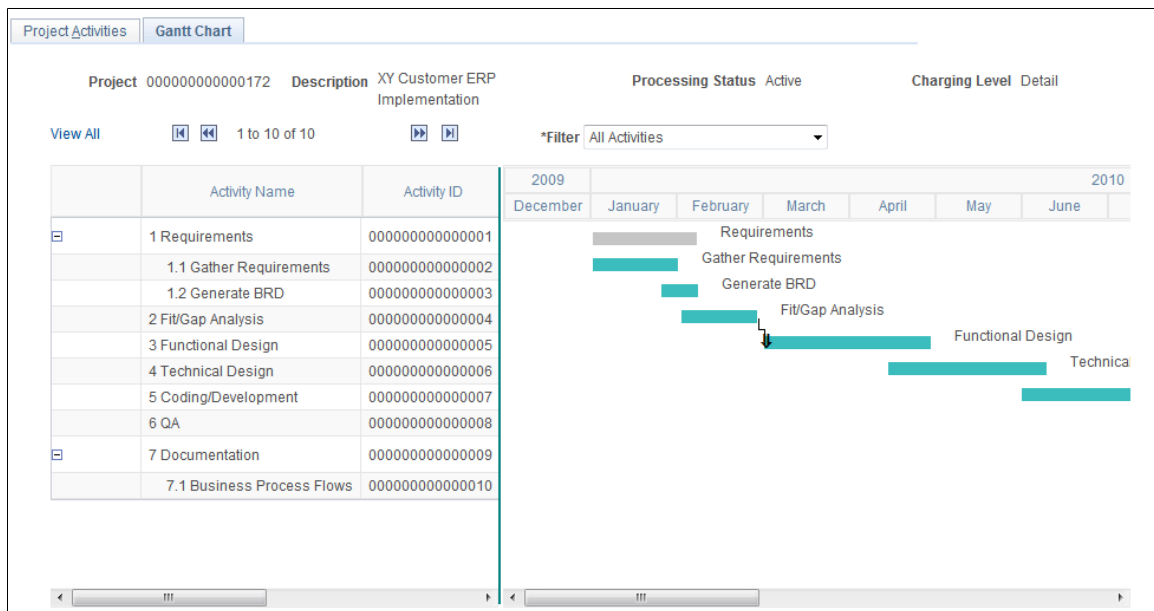 Project Activities
Gantt Chart
Project 000000000000172 Description XY Customer ERP Implementation Processing Status Active Charging Level Detail
View All 1 to 10 of 10 *Filter All Activities
Activity Name Activity ID 2009 2010
December January February March April May June
1 Requirements 000000000000001 Requirements
1.1 Gather Requirements 000000000000002 Gather Requirements
1.2 Generate BRD 000000000000003 Generate BRD
2 Fit/Gap Analysis 000000000000004 Fit/Gap Analysis
3 Functional Design 000000000000005 Functional Design
4 Technical Design 000000000000006 Technical
5 Coding/Development 000000000000007
6 QA 000000000000008
7 Documentation 000000000000009
7.1 Business Process Flows 000000000000010